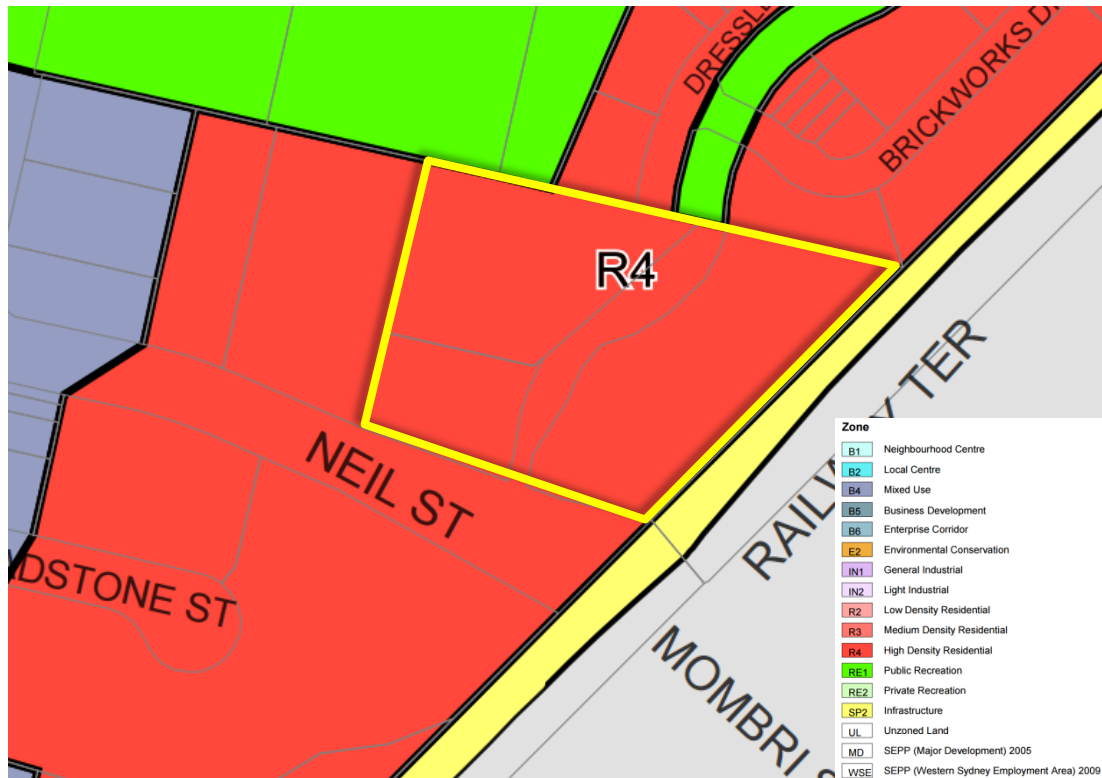 DRESSL
BRICKWORKS D
R4
NEIL ST
ADSTONE ST
RAILWAY TER
MOMBRI S
Zone
B1 Neighbourhood Centre
B2 Local Centre
B4 Mixed Use
B5 Business Development
B6 Enterprise Corridor
E2 Environmental Conservation
IN1 General Industrial
IN2 Light Industrial
R2 Low Density Residential
R3 Medium Density Residential
R4 High Density Residential
RE1 Public Recreation
RE2 Private Recreation
SP2 Infrastructure
UL Unzoned Land
MD SEPP (Major Development) 2005
WSE SEPP (Western Sydney Employment Area) 2009